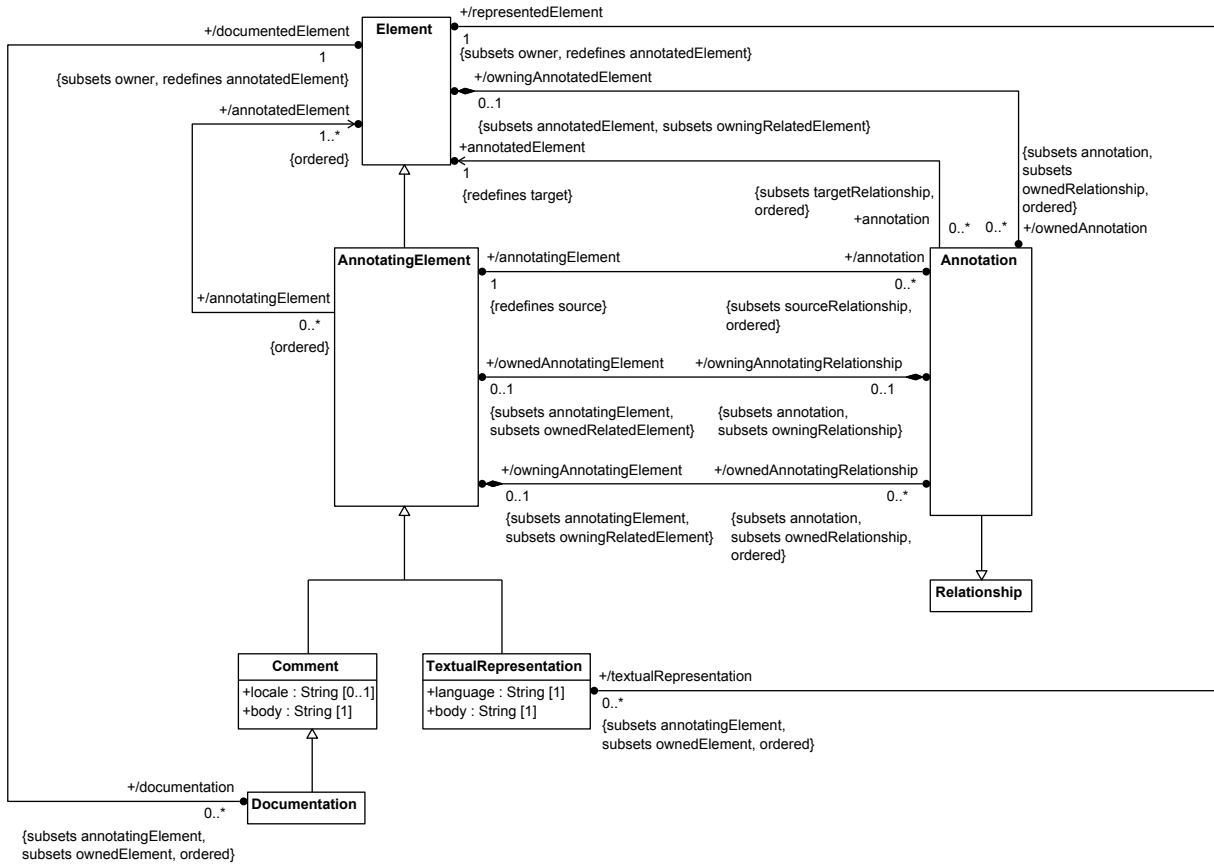 +/representedElement
Element
+/documentedElement
1
1
{subsets owner, redefines annotatedElement}
{subsets owner, redefines annotatedElement}
+/owningAnnotatedElement
0..1
+/annotatedElement
{subsets annotatedElement, subsets owningRelatedElement}
1..*
+annotatedElement
{ordered}
1
{redefines target}
{subsets annotation,
subsets
ownedRelationship,
ordered}
{subsets targetRelationship,
ordered}
+annotation
0..*
0..*
+/ownedAnnotation
AnnotatingElement
+/annotatingElement
+/annotation
Annotation
1
0..*
{redefines source}
{subsets sourceRelationship,
ordered}
+/annotatingElement
0..*
{ordered}
+/ownedAnnotatingElement
+/owningAnnotatingRelationship
0..1
0..1
{subsets annotatingElement,
subsets ownedRelatedElement}
{subsets annotation,
subsets owningRelationship}
+/owningAnnotatingElement
+/ownedAnnotatingRelationship
0..1
0..*
{subsets annotatingElement,
subsets owningRelatedElement}
{subsets annotation,
subsets ownedRelationship,
ordered}
Relationship
Comment
+locale : String [0..1]
+body : String [1]
TextualRepresentation
+language : String [1]
+body : String [1]
+/textualRepresentation
0..*
{subsets annotatingElement,
subsets ownedElement, ordered}
+/documentation
0..*
Documentation
{subsets annotatingElement,
subsets ownedElement, ordered}